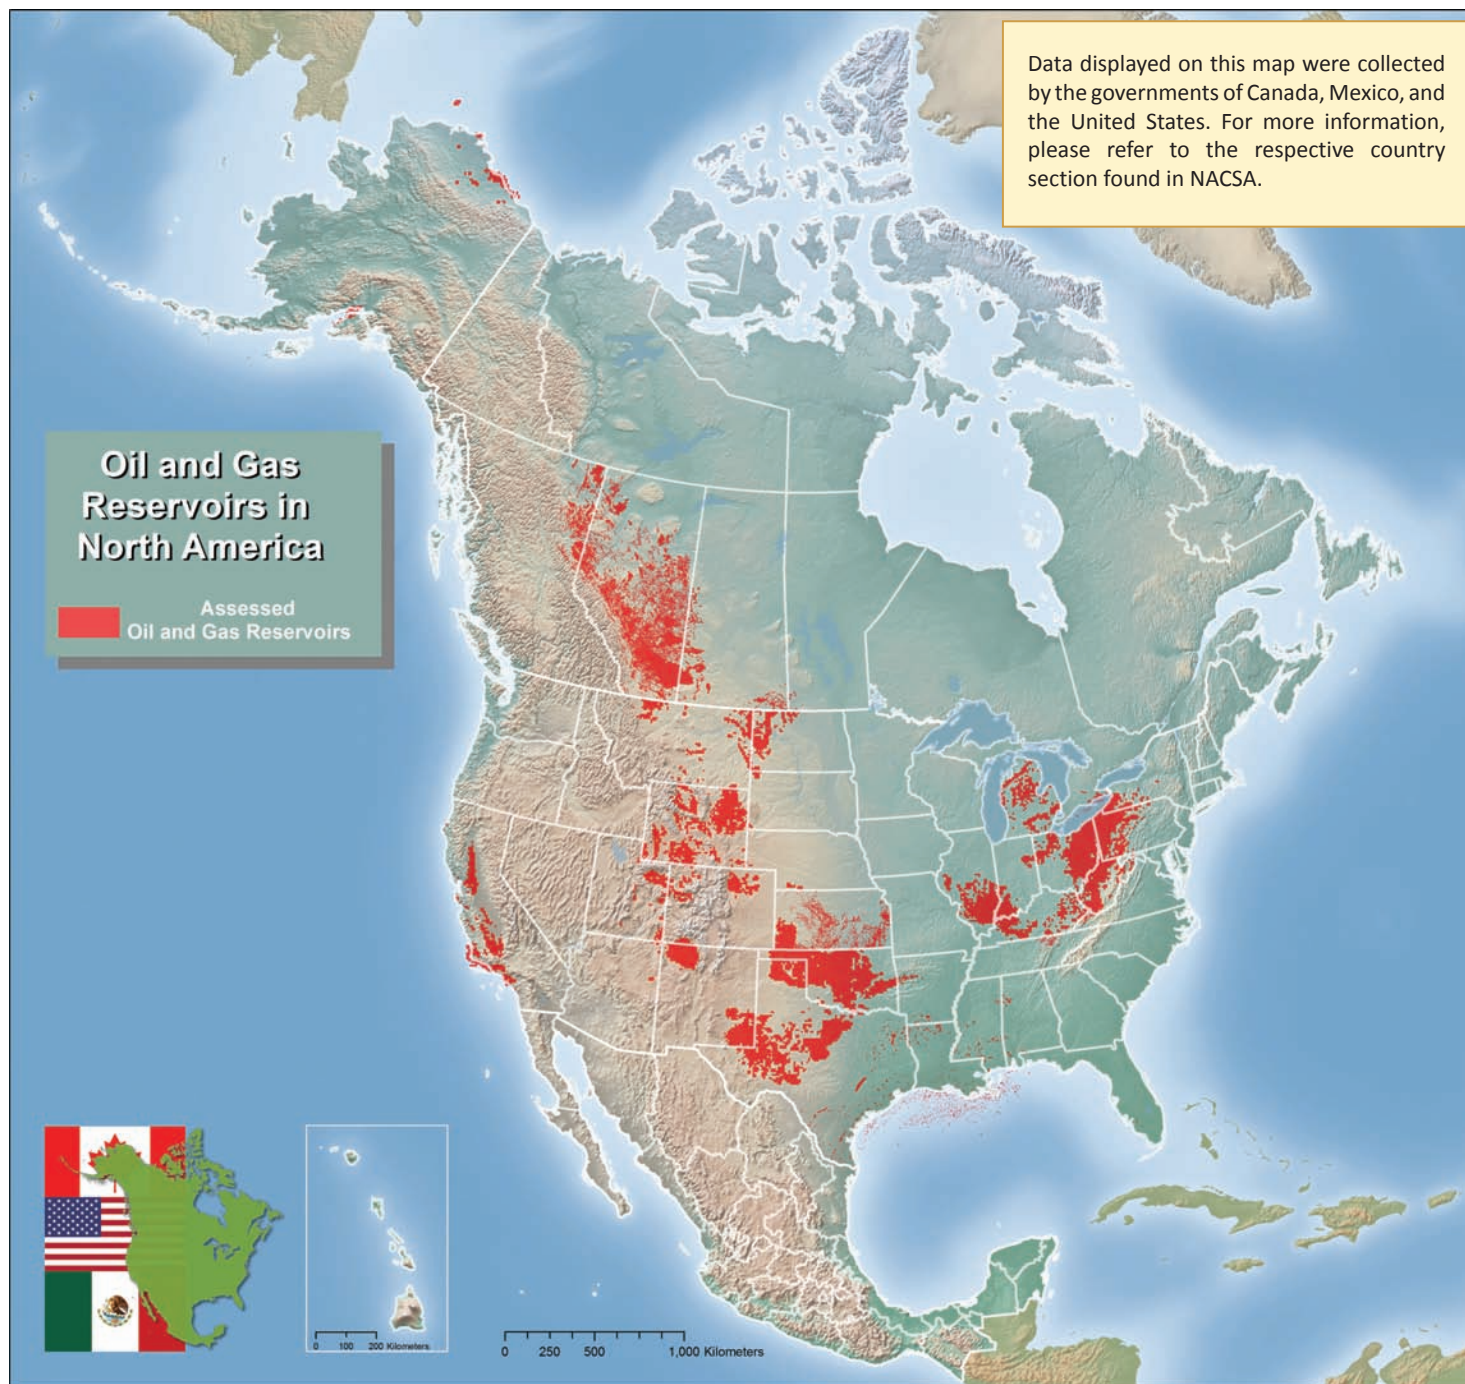 Data displayed on this map were collected
by the governments of Canada, Mexico, and
the United States. For more information,
please refer to the respective country
section found in NACSA.
Oil and Gas
Reservoirs in
North America
Assessed
Oil and Gas Reservoirs
0 100 200 Kilometers
0 250 500 1,000 Kilometers